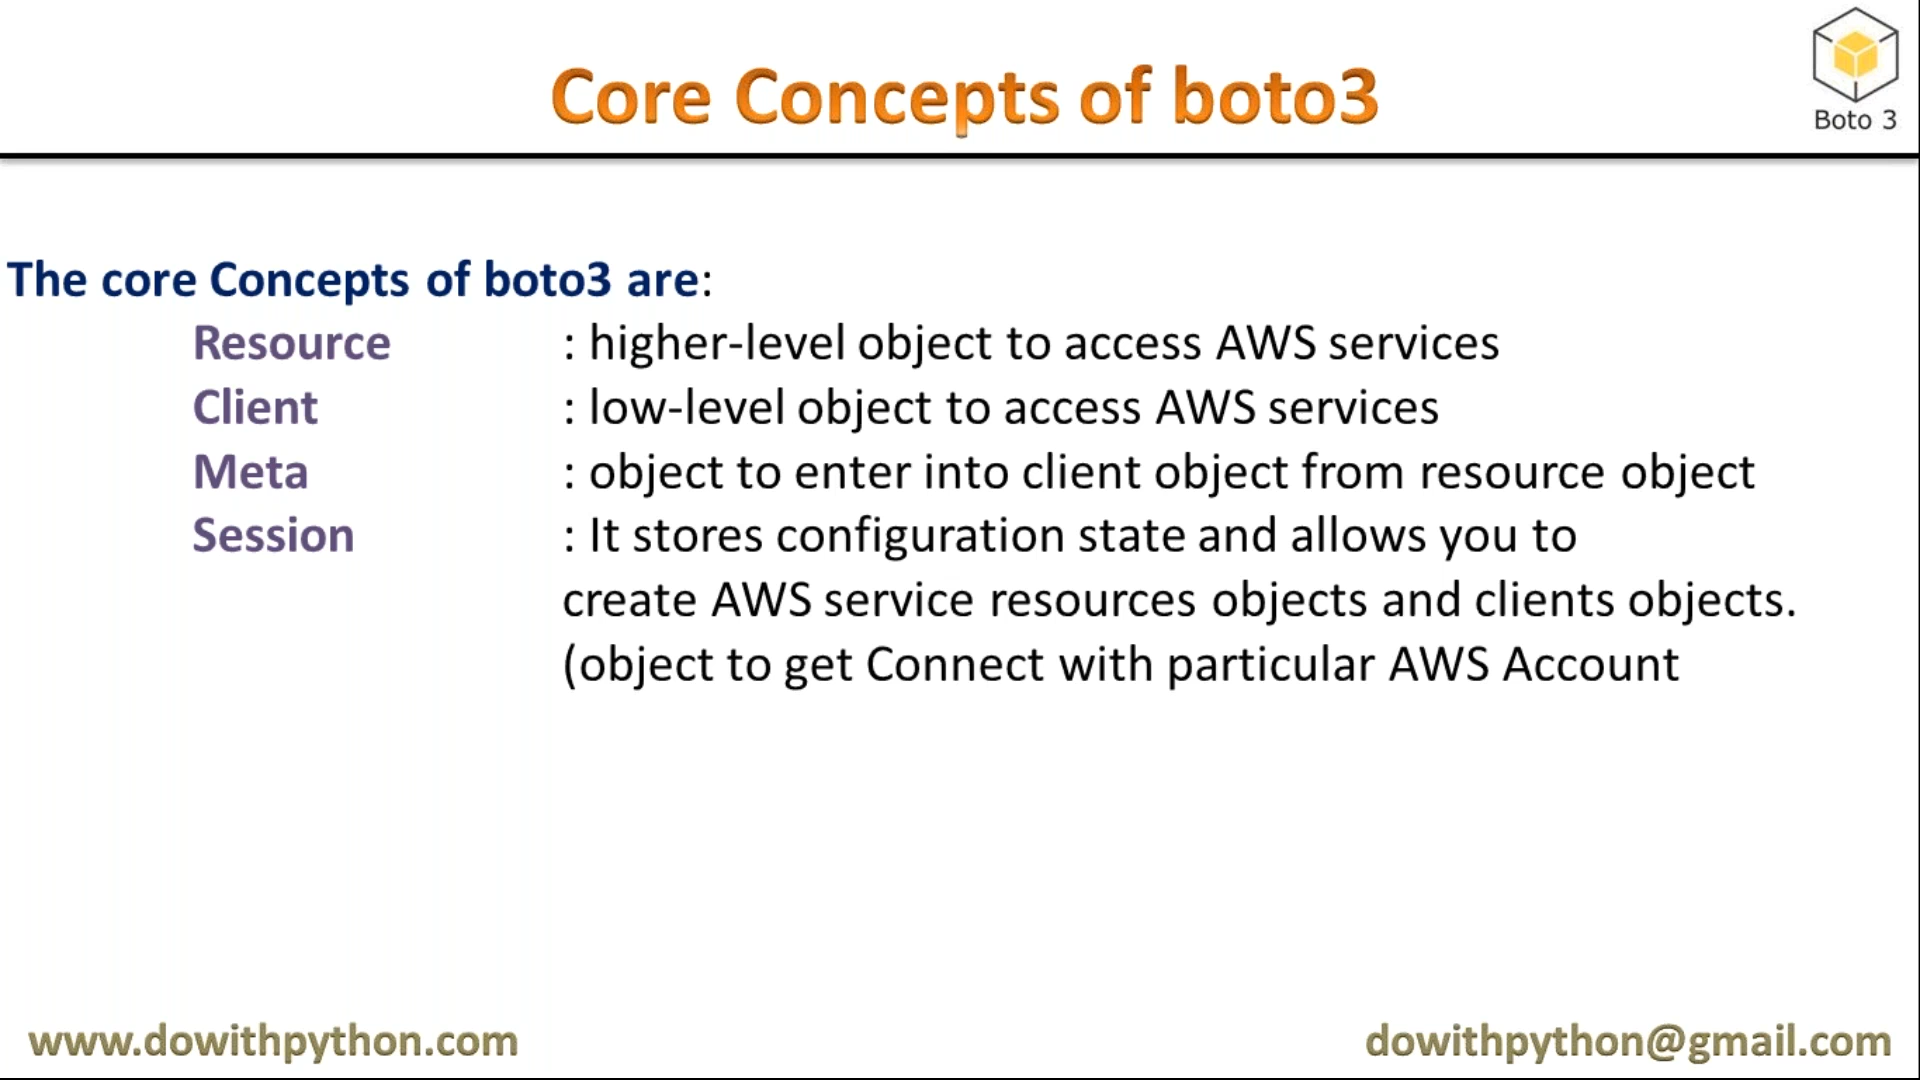 Core Concepts of boto3
Boto 3
The core Concepts of boto3 are:
Resource : higher-level object to access AWS services
Client : low-level object to access AWS services
Meta : object to enter into client object from resource object
Session : It stores configuration state and allows you to
create AWS service resources objects and clients objects.
(object to get Connect with particular AWS Account
www.dowithpython.com
dowithpython@gmail.com